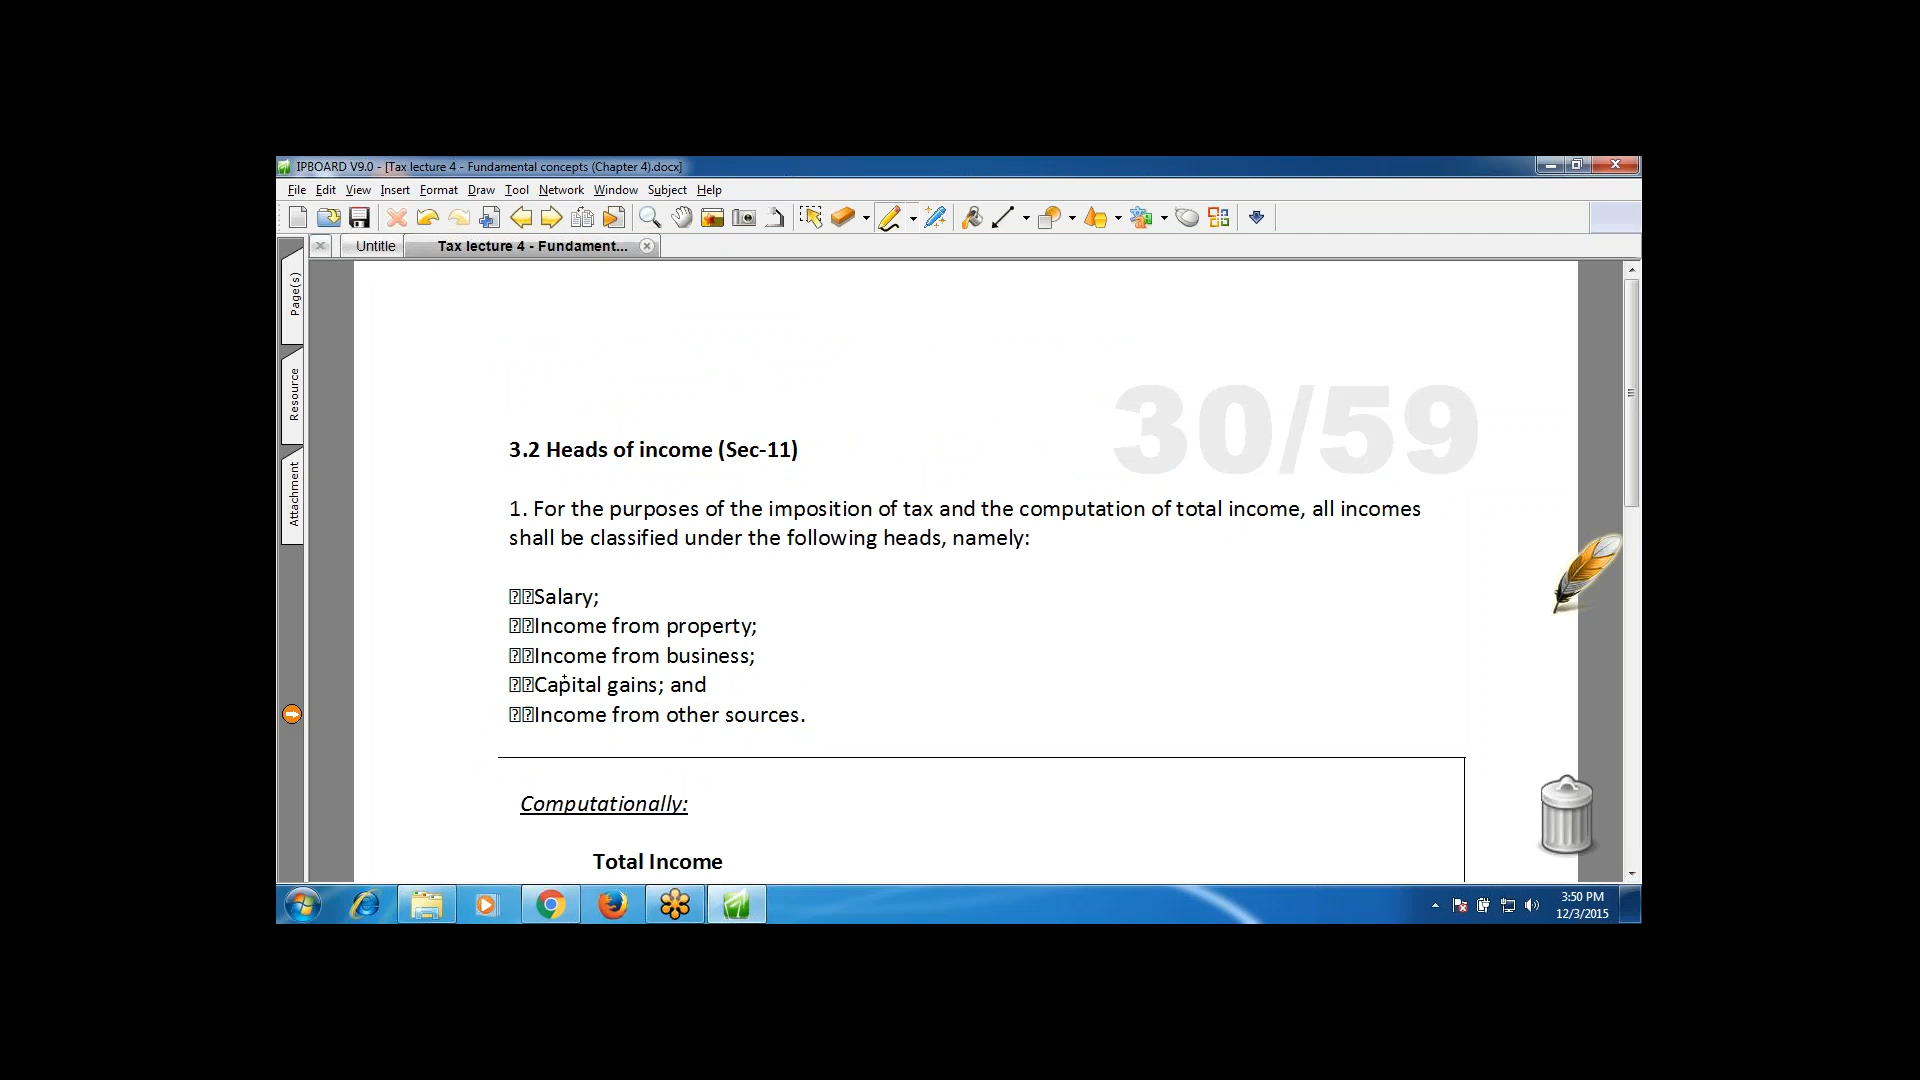 IPBOARD V9.0 - [Tax lecture 4 - Fundamental concepts (Chapter 4).docx]
File Edit View Insert Format Draw Tool Network Window Subject Help
Untitle Tax lecture 4 - Fundament...
Page(s)
Resource
Attachment
30/59
3.2 Heads of income (Sec-11)
1. For the purposes of the imposition of tax and the computation of total income, all incomes
shall be classified under the following heads, namely:
Salary;
Income from property;
Income from business;
Capital gains; and
Income from other sources.
Computationally:
Total Income
3:50 PM
12/3/2015